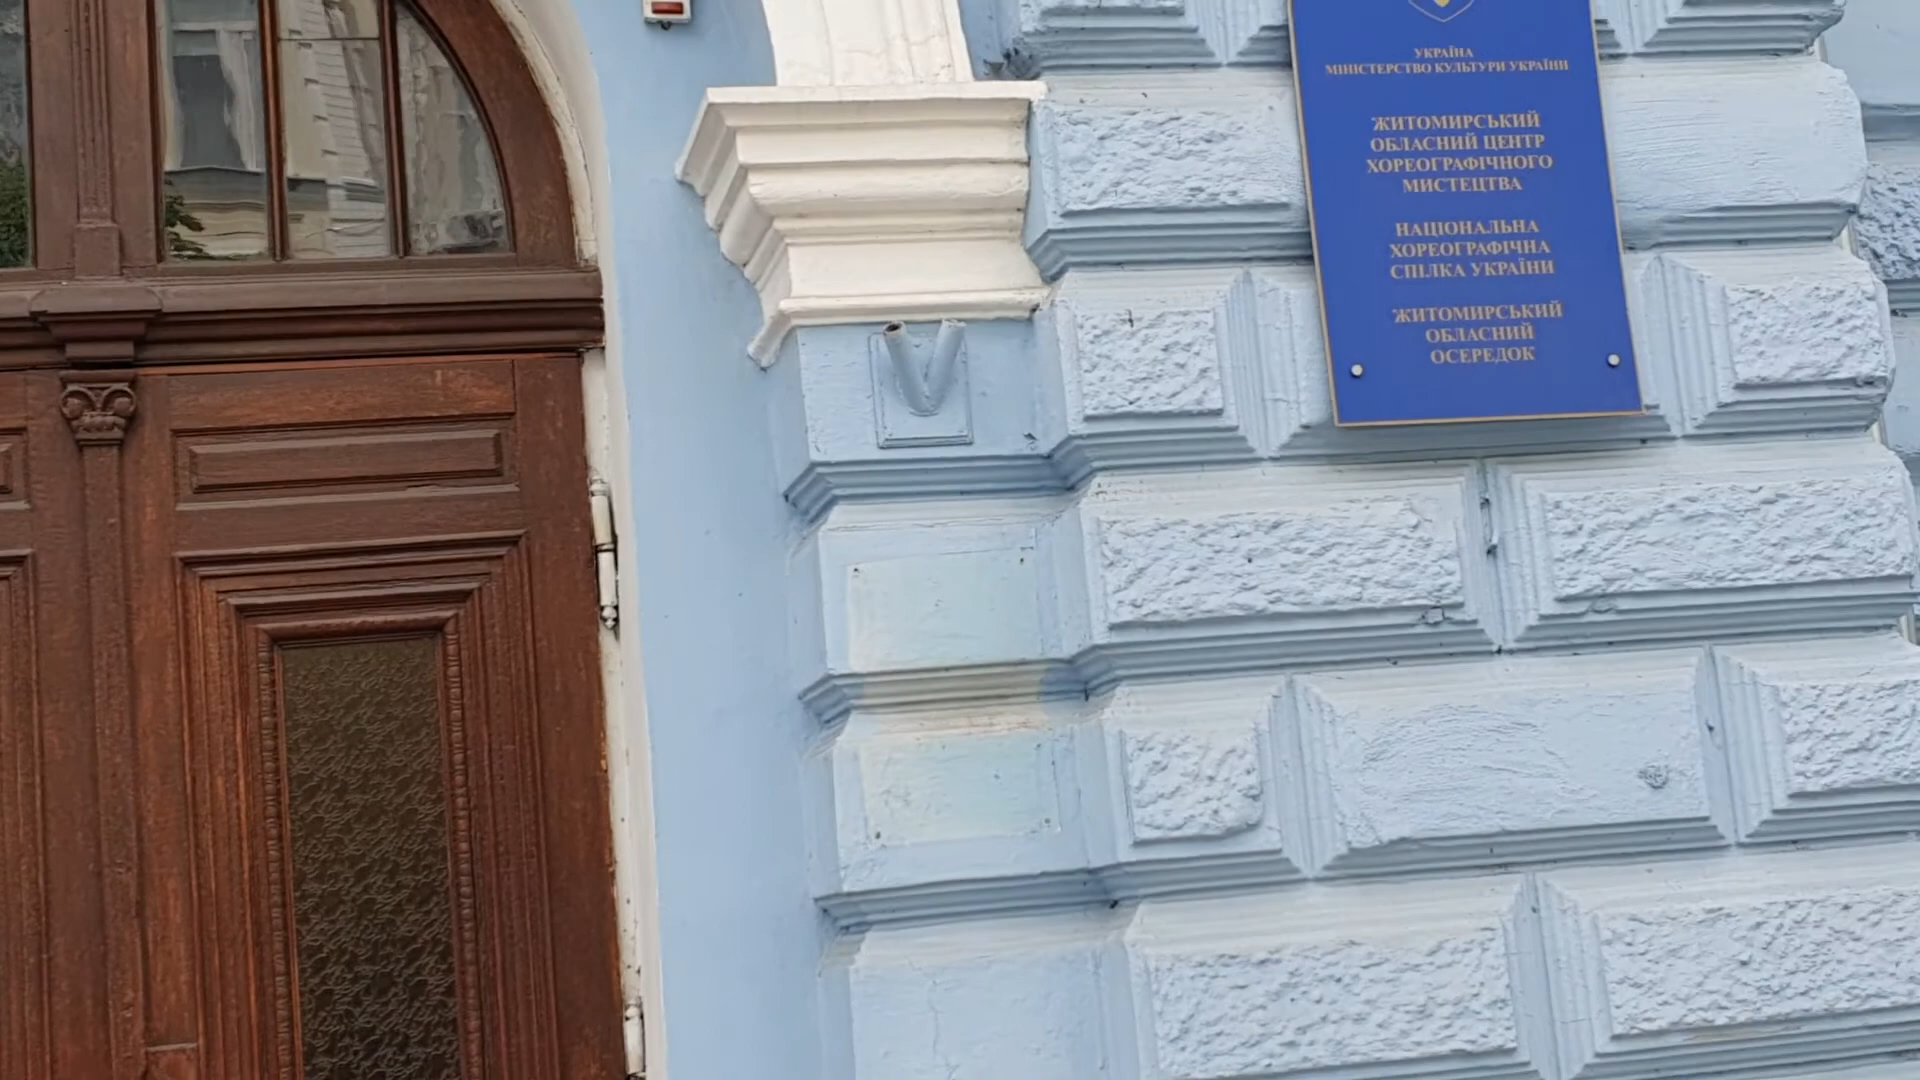 УКРАЇНА
МІНІСТЕРСТВО КУЛЬТУРИ УКРАЇНИ
ЖИТОМИРСЬКИЙ
ОБЛАСНИЙ ЦЕНТР
ХОРЕОГРАФІЧНОГО
МИСТЕЦТВА
НАЦІОНАЛЬНА
ХОРЕОГРАФІЧНА
СПІЛКА УКРАЇНИ
ЖИТОМИРСЬКИЙ
ОБЛАСНИЙ
ОСЕРЕДОК